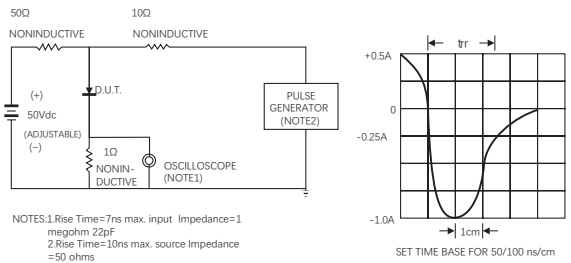 50Ω
NONINDUCTIVE
10Ω
NONINDUCTIVE
(+)
50Vdc
(ADJUSTABLE)
(−)
D.U.T.
1Ω
NONIN-
DUCTIVE
OSCILLOSCOPE
(NOTE1)
PULSE
GENERATOR
(NOTE2)
NOTES:1.Rise Time=7ns max. input Impedance=1
megohm 22pF
2.Rise Time=10ns max. source Impedance
=50 ohms
trr
+0.5A
0
-0.25A
-1.0A
1cm
SET TIME BASE FOR 50/100 ns/cm